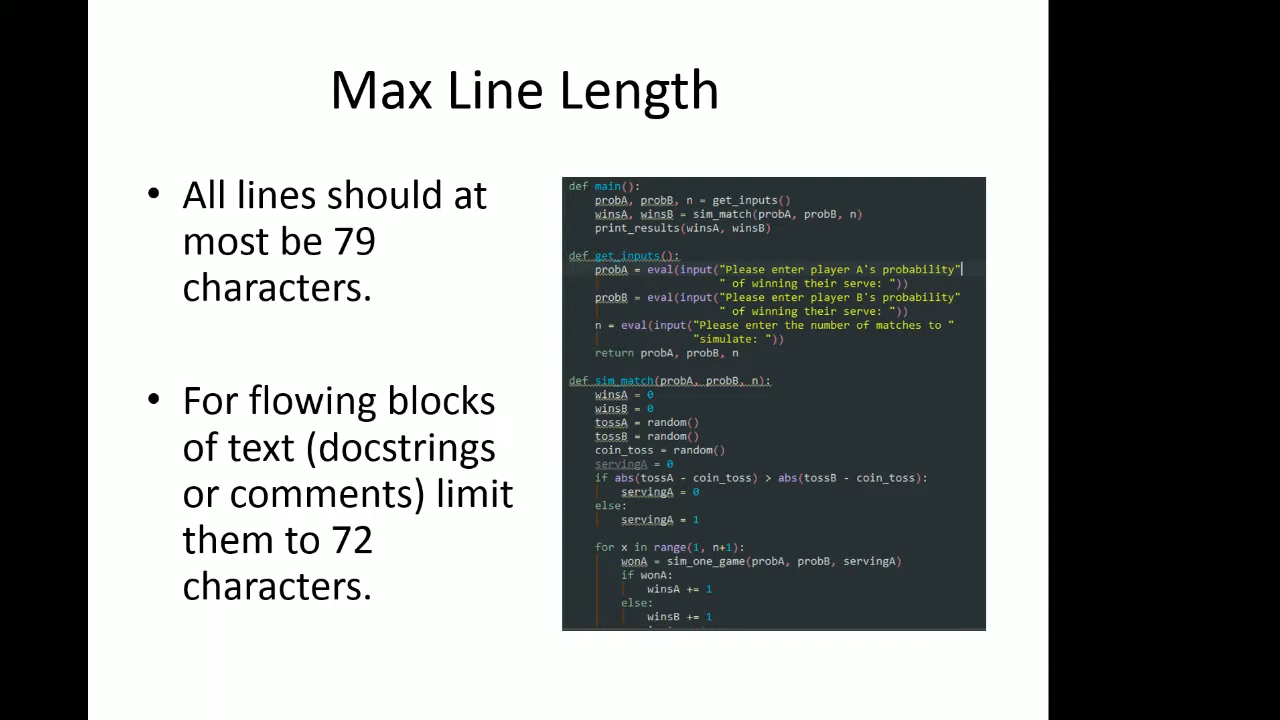 Max Line Length
• All lines should at
most be 79
characters.
• For flowing blocks
of text (docstrings
or comments) limit
them to 72
characters.
def main():
    probA, probB, n = get_inputs()
    winsA, winsB = sim_match(probA, probB, n)
    print_results(winsA, winsB)
def get_inputs():
    probA = eval(input("Please enter player A's probability"
                       " of winning their serve: "))
    probB = eval(input("Please enter player B's probability"
                       " of winning their serve: "))
    n = eval(input("Please enter the number of matches to "
                   "simulate: "))
    return probA, probB, n
def sim_match(probA, probB, n):
    winsA = 0
    winsB = 0
    tossA = random()
    tossB = random()
    coin_toss = random()
    servingA = 0
    if abs(tossA - coin_toss) > abs(tossB - coin_toss):
        servingA = 0
    else:
        servingA = 1
    for x in range(1, n+1):
        wonA = sim_one_game(probA, probB, servingA)
        if wonA:
            winsA += 1
        else:
            winsB += 1